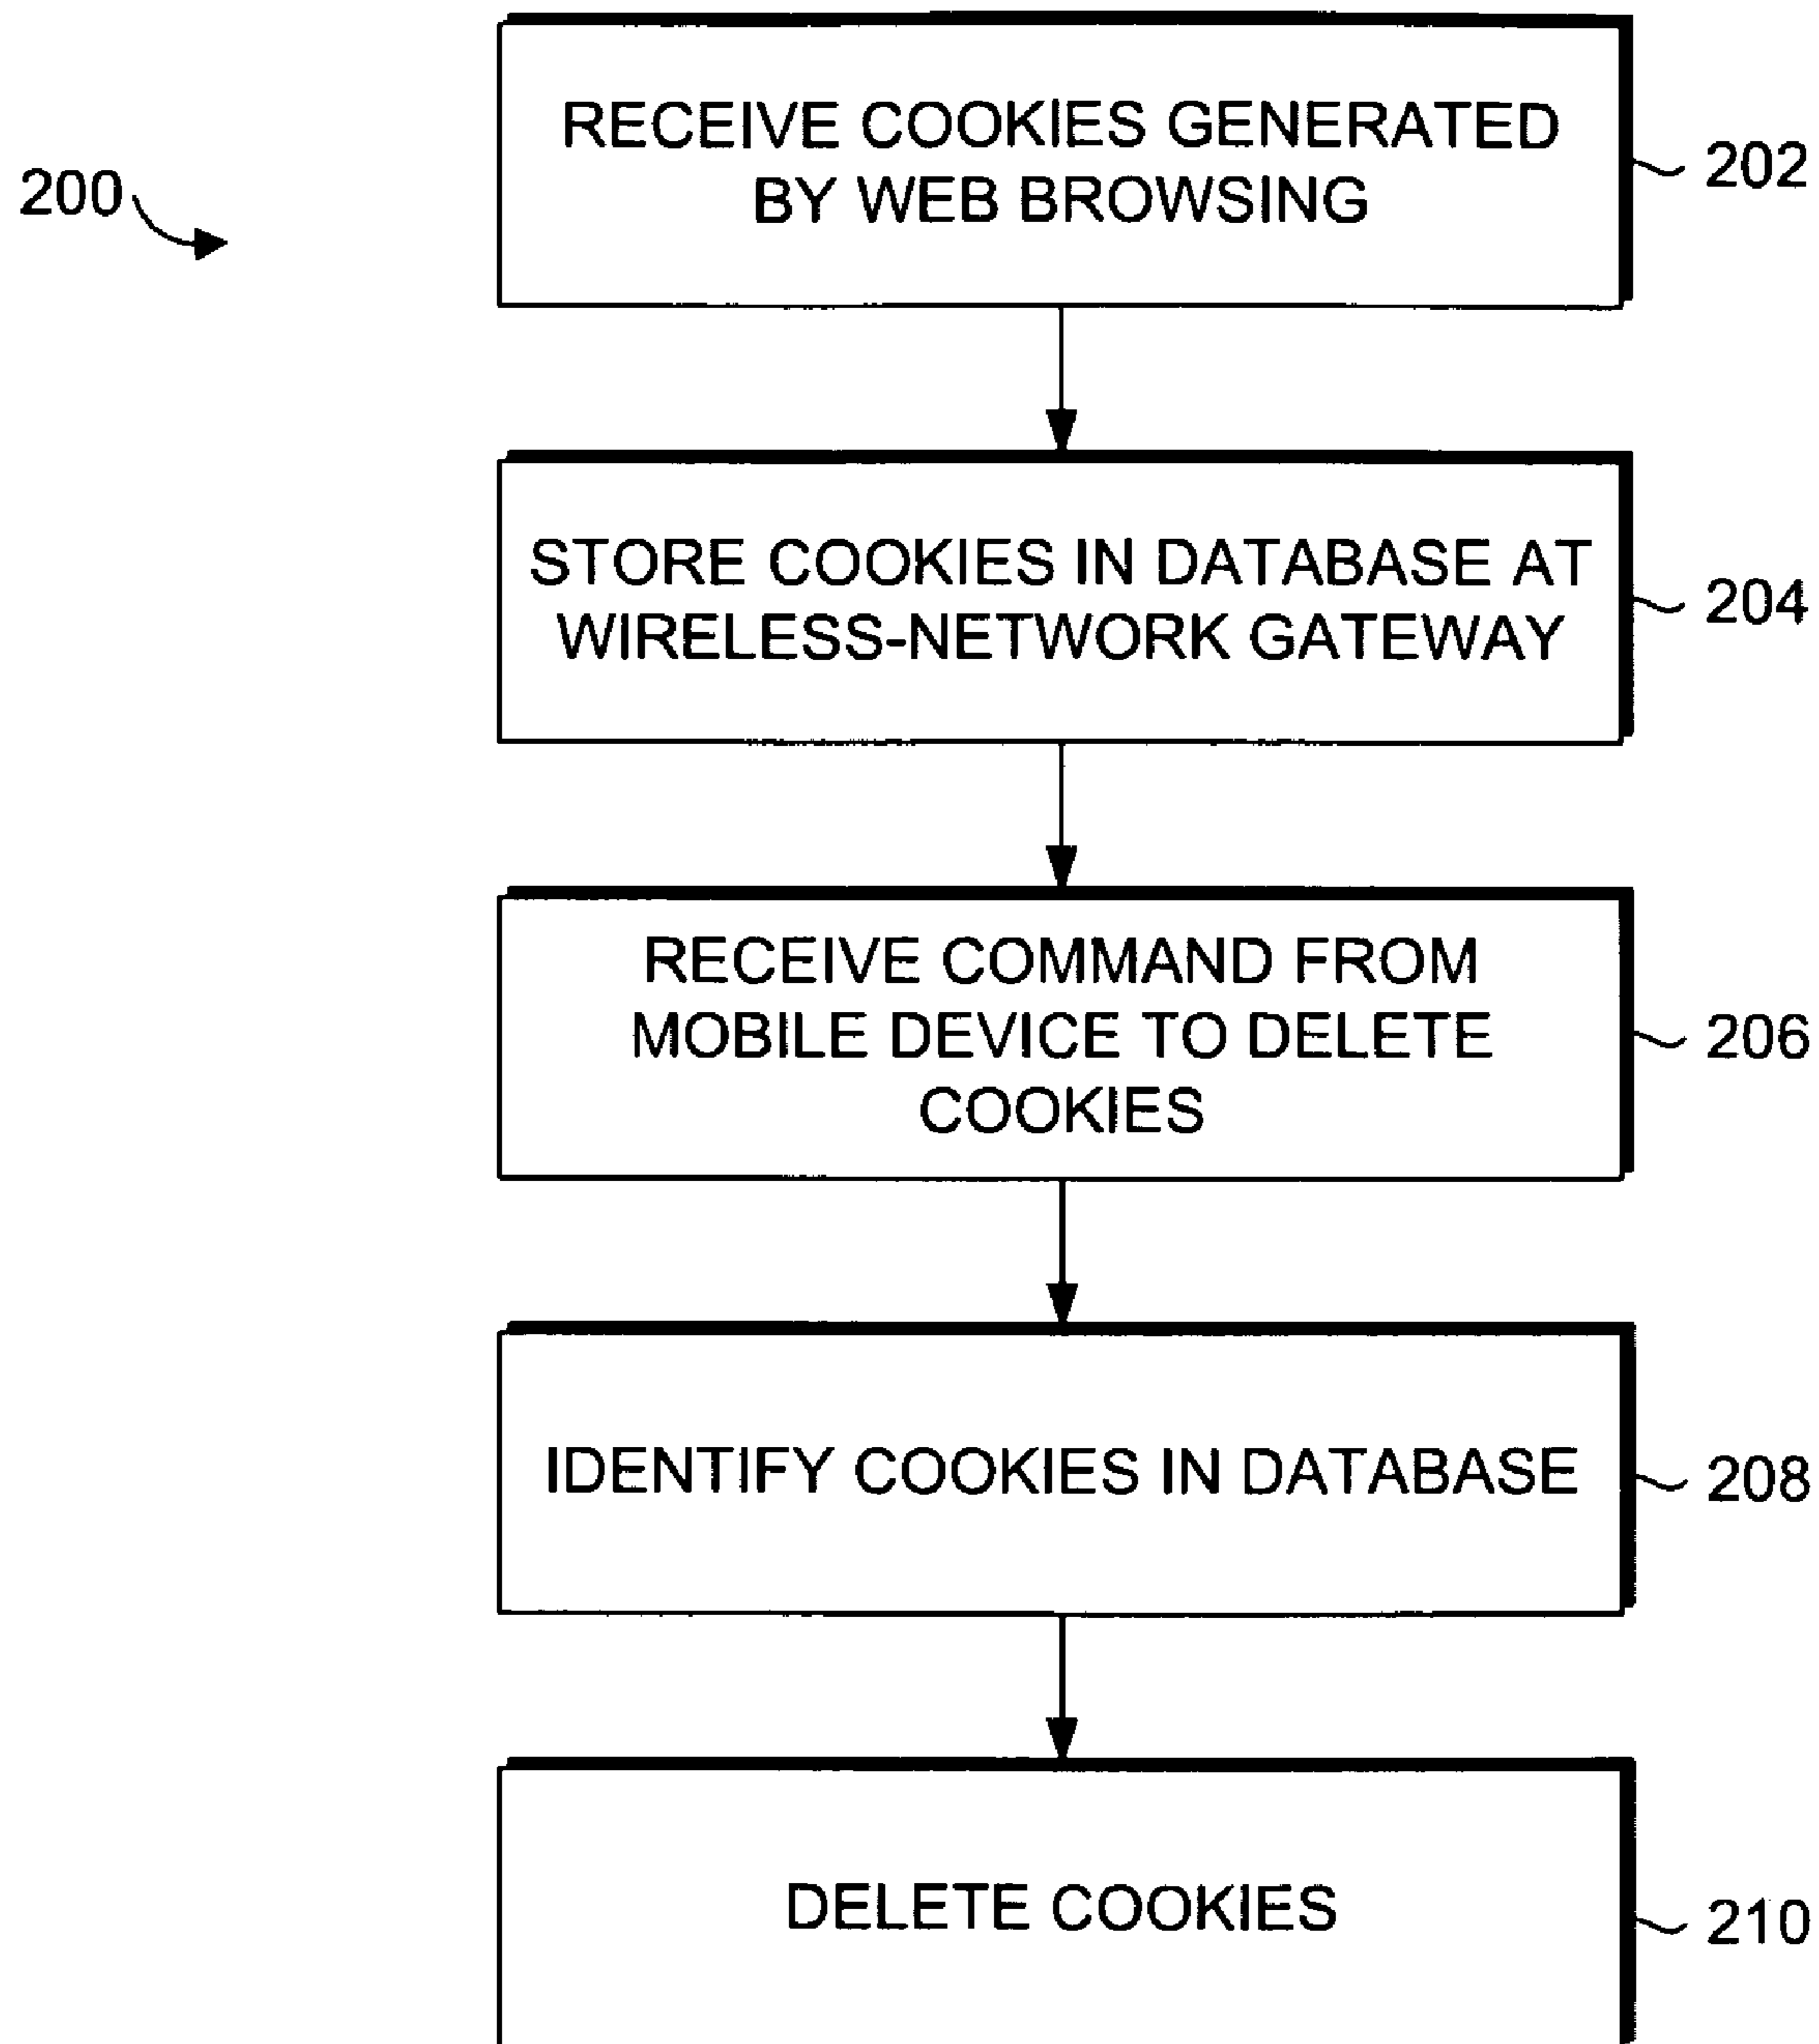 RECEIVE COOKIES GENERATED
BY WEB BROWSING
202
200
STORE COOKIES IN DATABASE AT
WIRELESS-NETWORK GATEWAY
204
RECEIVE COMMAND FROM
MOBILE DEVICE TO DELETE
COOKIES
206
IDENTIFY COOKIES IN DATABASE
208
DELETE COOKIES
210